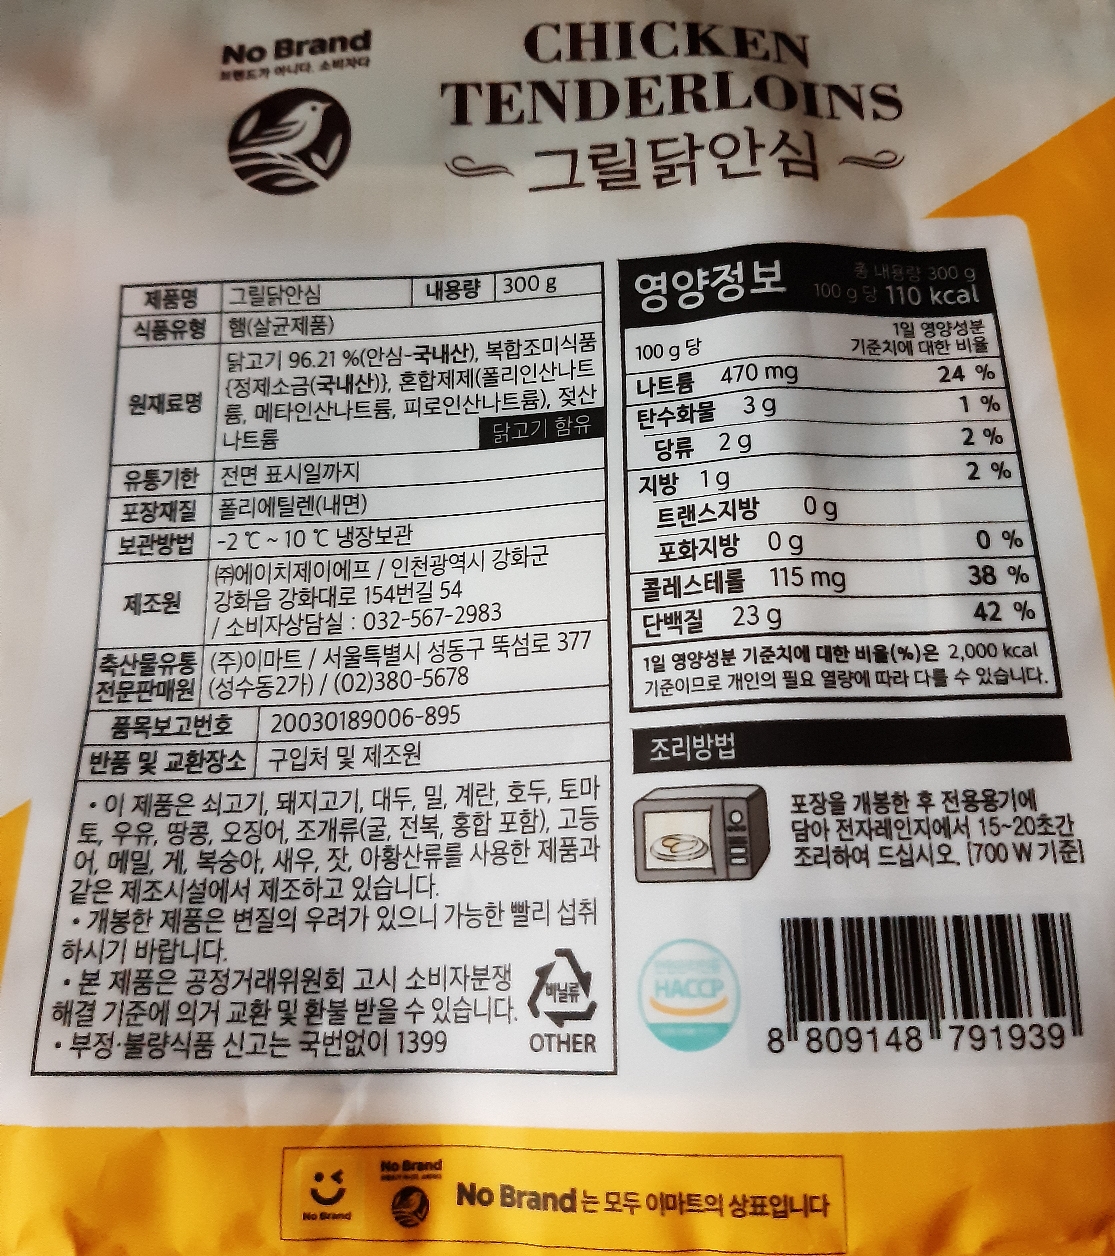 No Brand
브랜드가 아니다. 소비자다
CHICKEN
TENDERLOINS
그릴닭안심
제품명 그릴닭안심 내용량 300 g
식품유형 햄(살균제품)
원재료명 닭고기 96.21 %(안심-국내산), 복합조미식품
{정제소금(국내산)}, 혼합제제(폴리인산나트
륨, 메타인산나트륨, 피로인산나트륨), 젖산
나트륨 닭고기 함유
유통기한 전면 표시일까지
포장재질 폴리에틸렌(내면)
보관방법 -2 ℃ ~ 10 ℃ 냉장보관
제조원 ㈜에이치제이에프 / 인천광역시 강화군
강화읍 강화대로 154번길 54
/ 소비자상담실 : 032-567-2983
축산물유통 (주)이마트 / 서울특별시 성동구 뚝섬로 377
전문판매원 (성수동2가) / (02)380-5678
품목보고번호 20030189006-895
반품 및 교환장소 구입처 및 제조원
• 이 제품은 쇠고기, 돼지고기, 대두, 밀, 계란, 호두, 토마
토, 우유, 땅콩, 오징어, 조개류(굴, 전복, 홍합 포함), 고등
어, 메밀, 게, 복숭아, 새우, 잣, 아황산류를 사용한 제품과
같은 제조시설에서 제조하고 있습니다.
• 개봉한 제품은 변질의 우려가 있으니 가능한 빨리 섭취
하시기 바랍니다.
• 본 제품은 공정거래위원회 고시 소비자분쟁
해결 기준에 의거 교환 및 환불 받을 수 있습니다.
• 부정·불량식품 신고는 국번없이 1399
비닐류
OTHER
영양정보
총 내용량 300 g
100 g 당 110 kcal
100 g 당
1일 영양성분
기준치에 대한 비율
나트륨 470 mg 24 %
탄수화물 3 g 1 %
당류 2 g 2 %
지방 1 g 2 %
트랜스지방 0 g
포화지방 0 g 0 %
콜레스테롤 115 mg 38 %
단백질 23 g 42 %
1일 영양성분 기준치에 대한 비율(%)은 2,000 kcal
기준이므로 개인의 필요 열량에 따라 다를 수 있습니다.
조리방법
포장을 개봉한 후 전용용기에
담아 전자레인지에서 15~20초간
조리하여 드십시오. [700 W 기준]
HACCP
8 809148 791939
No Brand
No Brand
No Brand는 모두 이마트의 상표입니다